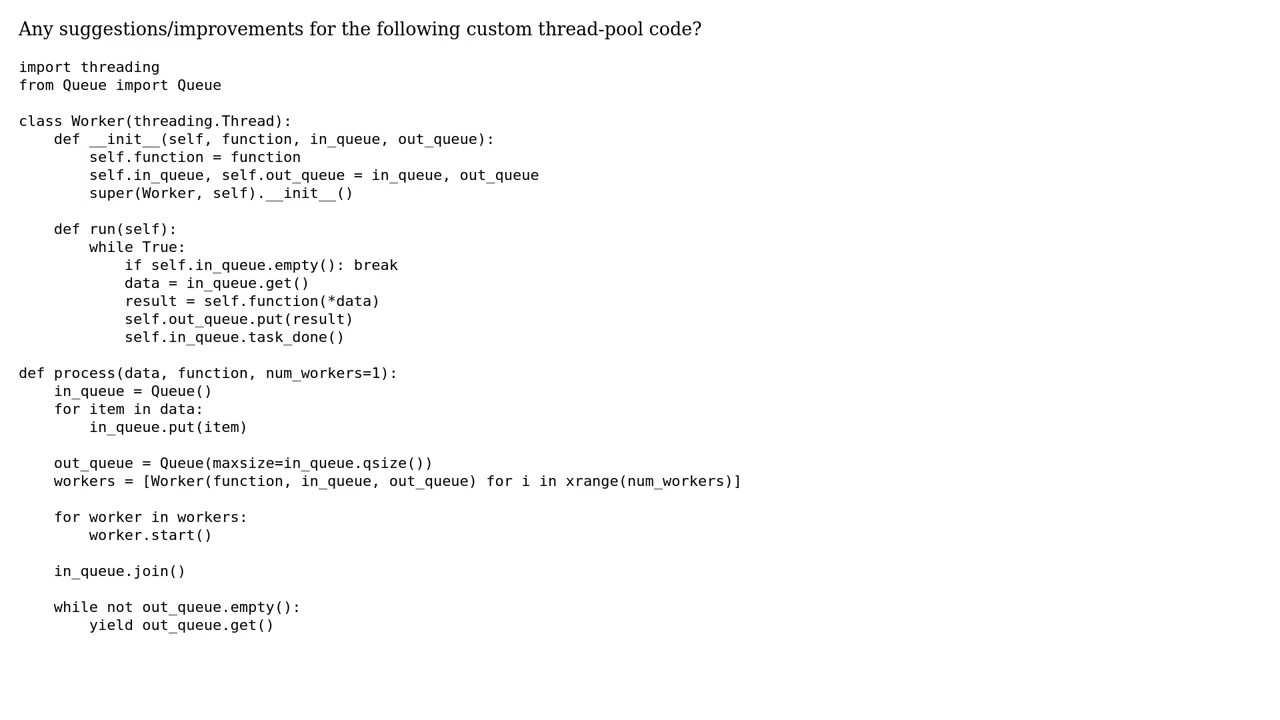 Any suggestions/improvements for the following custom thread-pool code?
import threading
from Queue import Queue

class Worker(threading.Thread):
    def __init__(self, function, in_queue, out_queue):
        self.function = function
        self.in_queue, self.out_queue = in_queue, out_queue
        super(Worker, self).__init__()

    def run(self):
        while True:
            if self.in_queue.empty(): break
            data = in_queue.get()
            result = self.function(*data)
            self.out_queue.put(result)
            self.in_queue.task_done()

def process(data, function, num_workers=1):
    in_queue = Queue()
    for item in data:
        in_queue.put(item)

    out_queue = Queue(maxsize=in_queue.qsize())
    workers = [Worker(function, in_queue, out_queue) for i in xrange(num_workers)]

    for worker in workers:
        worker.start()

    in_queue.join()

    while not out_queue.empty():
        yield out_queue.get()